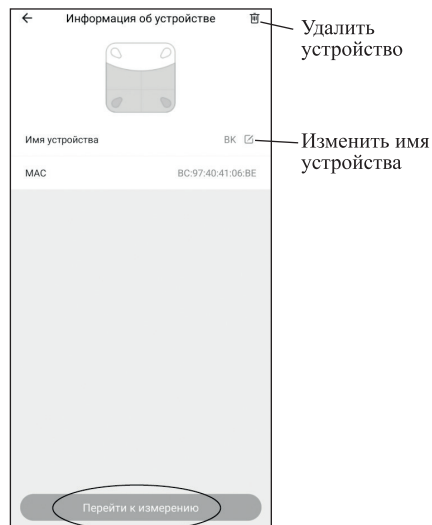 Информация об устройстве
Удалить
устройство
Имя устройства
BK
Изменить имя
устройства
MAC
BC:97:40:41:06:BE
Перейти к измерению